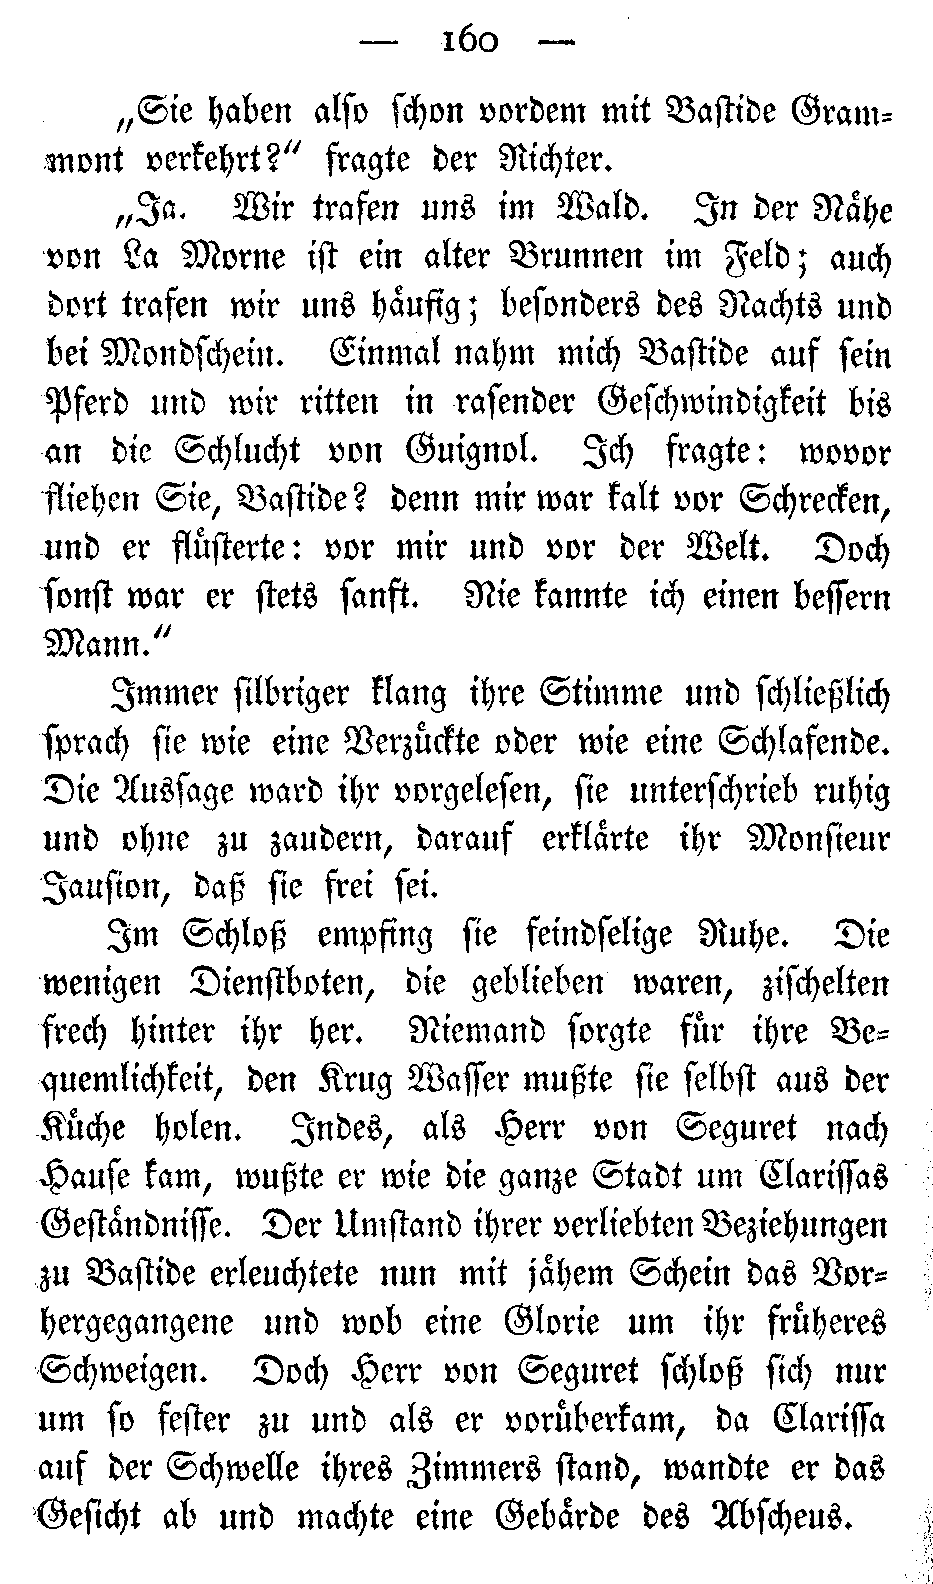 — 160 —
„Sie haben also schon vordem mit Bastide Gram-
mont verkehrt?“ fragte der Richter.
„Ja. Wir trafen uns im Wald. In der Nähe
von La Morne ist ein alter Brunnen im Feld; auch
dort trafen wir uns häufig; besonders des Nachts und
bei Mondschein. Einmal nahm mich Bastide auf sein
Pferd und wir ritten in rasender Geschwindigkeit bis
an die Schlucht von Guignol. Ich fragte: wovor
fliehen Sie, Bastide? denn mir war kalt vor Schrecken,
und er flüsterte: vor mir und vor der Welt. Doch
sonst war er stets sanft. Nie kannte ich einen bessern
Mann.“
Immer silbriger klang ihre Stimme und schließlich
sprach sie wie eine Verzückte oder wie eine Schlafende.
Die Aussage ward ihr vorgelesen, sie unterschrieb ruhig
und ohne zu zaudern, darauf erklärte ihr Monsieur
Jausion, daß sie frei sei.
Im Schloß empfing sie feindselige Ruhe. Die
wenigen Dienstboten, die geblieben waren, zischelten
frech hinter ihr her. Niemand sorgte für ihre Be-
quemlichkeit, den Krug Wasser mußte sie selbst aus der
Küche holen. Indes, als Herr von Seguret nach
Hause kam, wußte er wie die ganze Stadt um Clarissas
Geständnisse. Der Umstand ihrer verliebten Beziehungen
zu Bastide erleuchtete nun mit jähem Schein das Vor-
hergegangene und wob eine Glorie um ihr früheres
Schweigen. Doch Herr von Seguret schloß sich nur
um so fester zu und als er vorüberkam, da Clarissa
auf der Schwelle ihres Zimmers stand, wandte er das
Gesicht ab und machte eine Gebärde des Abscheus.